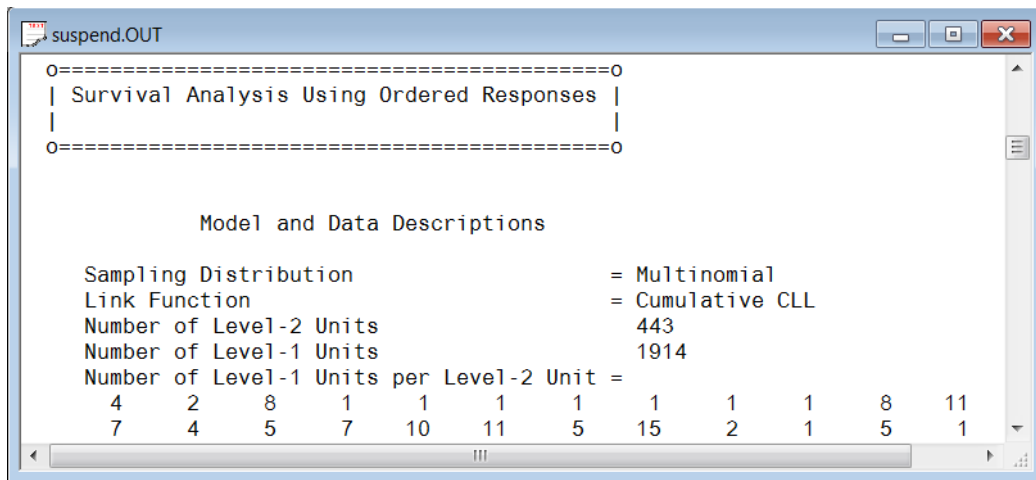 suspend.OUT
o===========================================o
| Survival Analysis Using Ordered Responses |
|                                           |
o===========================================o
Model and Data Descriptions
Sampling Distribution = Multinomial
Link Function = Cumulative CLL
Number of Level-2 Units 443
Number of Level-1 Units 1914
Number of Level-1 Units per Level-2 Unit =
4 2 8 1 1 1 1 1 1 1 8 11
7 4 5 7 10 11 5 15 2 1 5 1